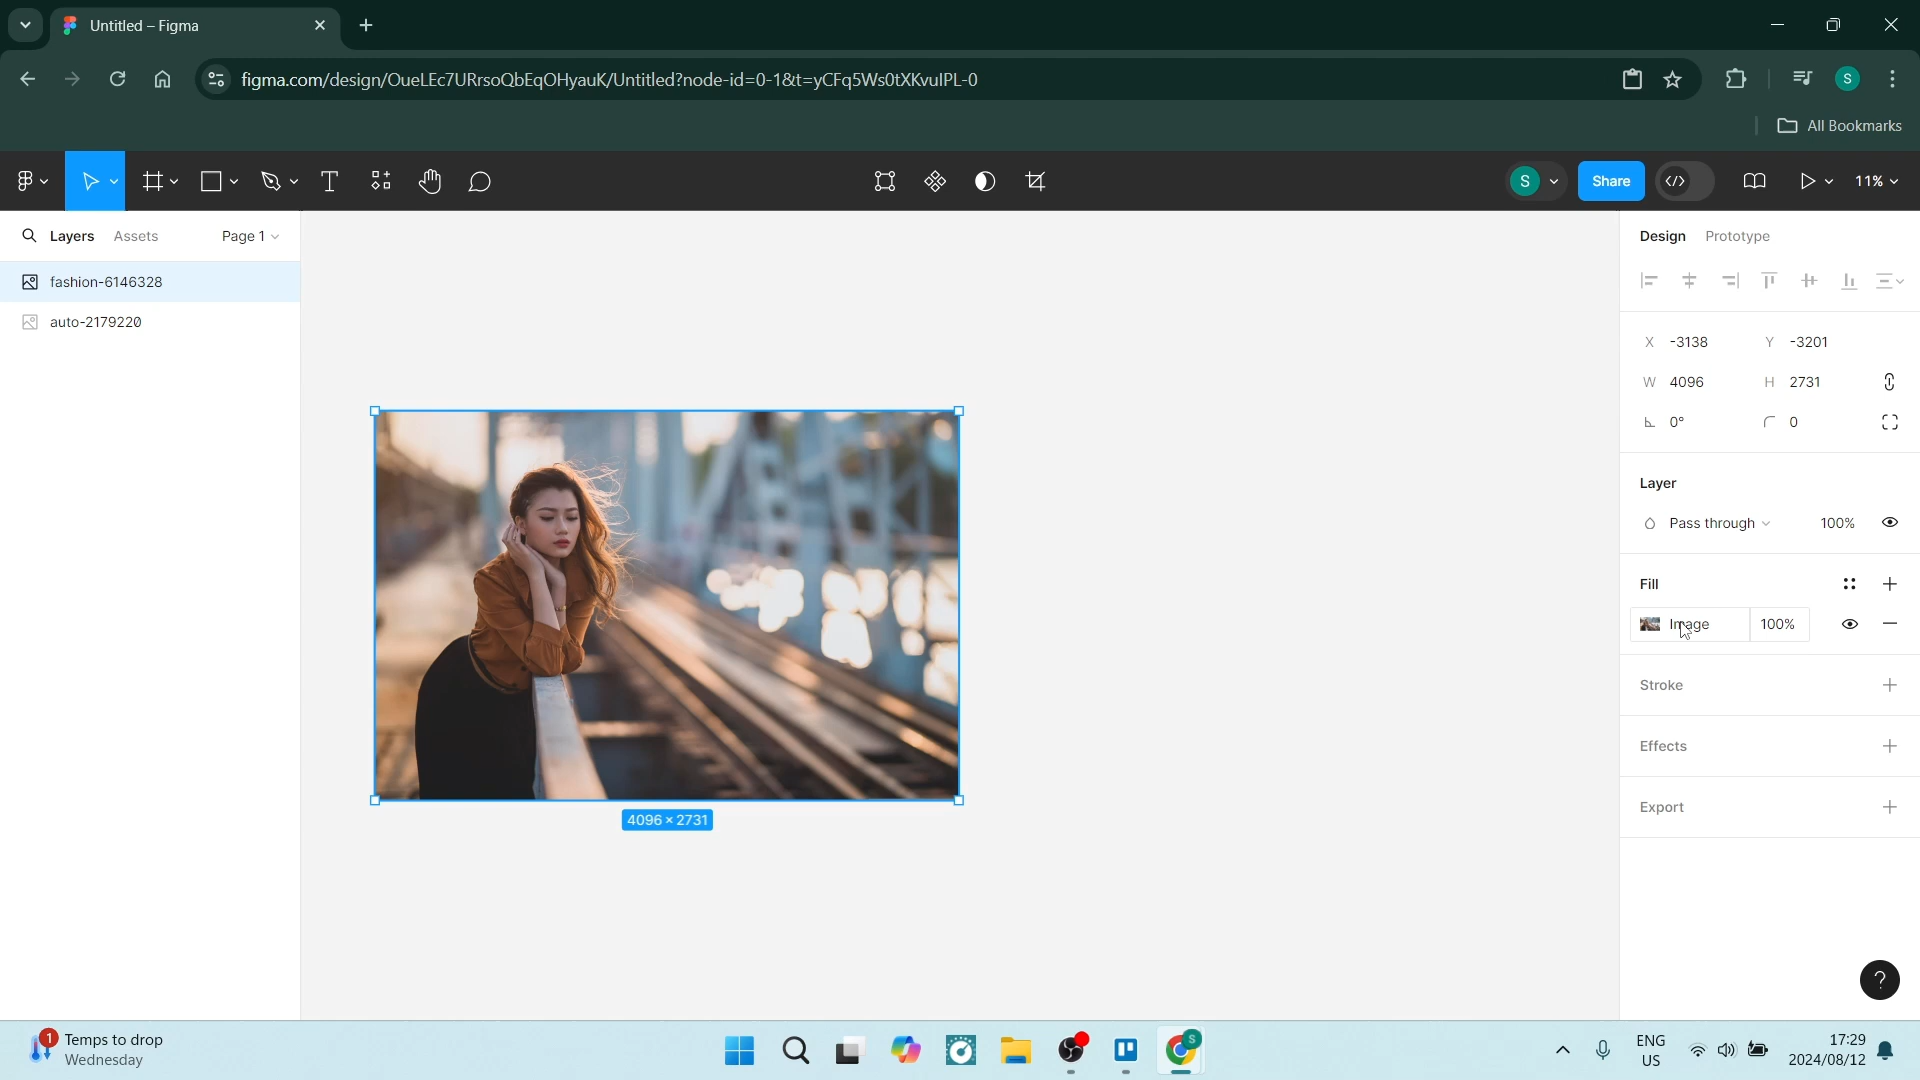 Untitled – Figma
figma.com/design/OueLEc7URrsoQbEqOHyauK/Untitled?node-id=0-1&t=yCFq5Ws0tXKvuIPL-0
S
All Bookmarks
S
Share
11%
Layers
Assets
Page 1
fashion-6146328
auto-2179220
4096 × 2731
Design
Prototype
X -3138
Y -3201
W 4096
H 2731
0°
0
Layer
Pass through
100%
Fill
Image
100%
Stroke
Effects
Export
?
1
Temps to drop
Wednesday
S
ENG
US
17:29
2024/08/12